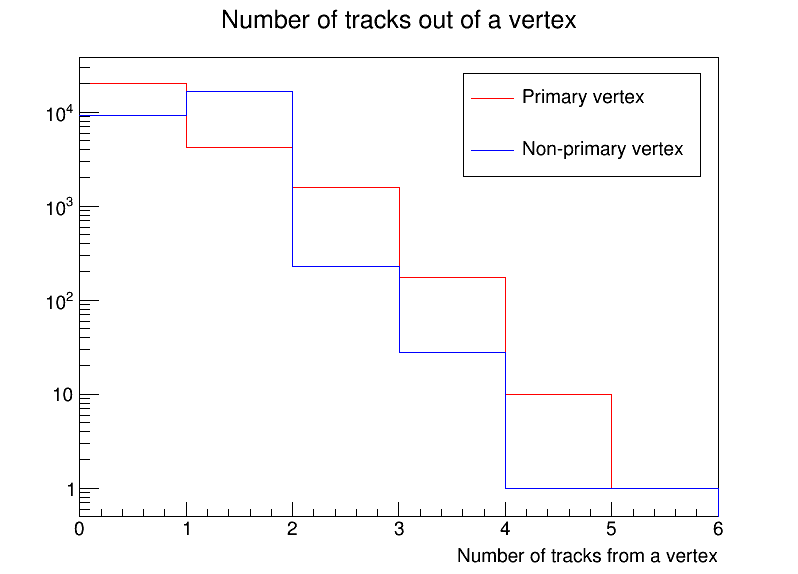 Number of tracks out of a vertex
Primary vertex
Non-primary vertex
10⁴
10³
10²
10
1
0 1 2 3 4 5 6
Number of tracks from a vertex